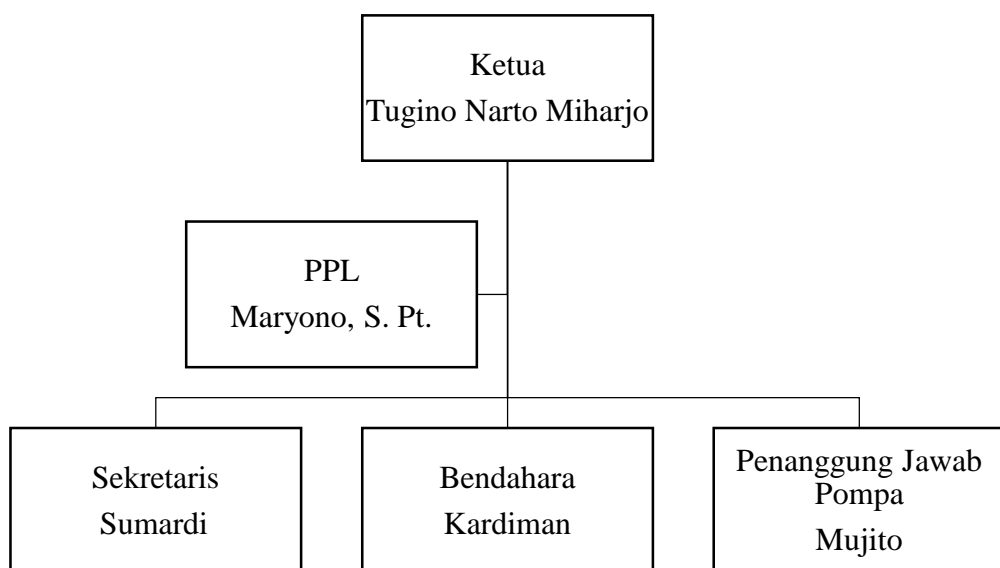 Ketua
Tugino Narto Miharjo
PPL
Maryono, S. Pt.
Sekretaris
Sumardi
Bendahara
Kardiman
Penanggung Jawab
Pompa
Mujito